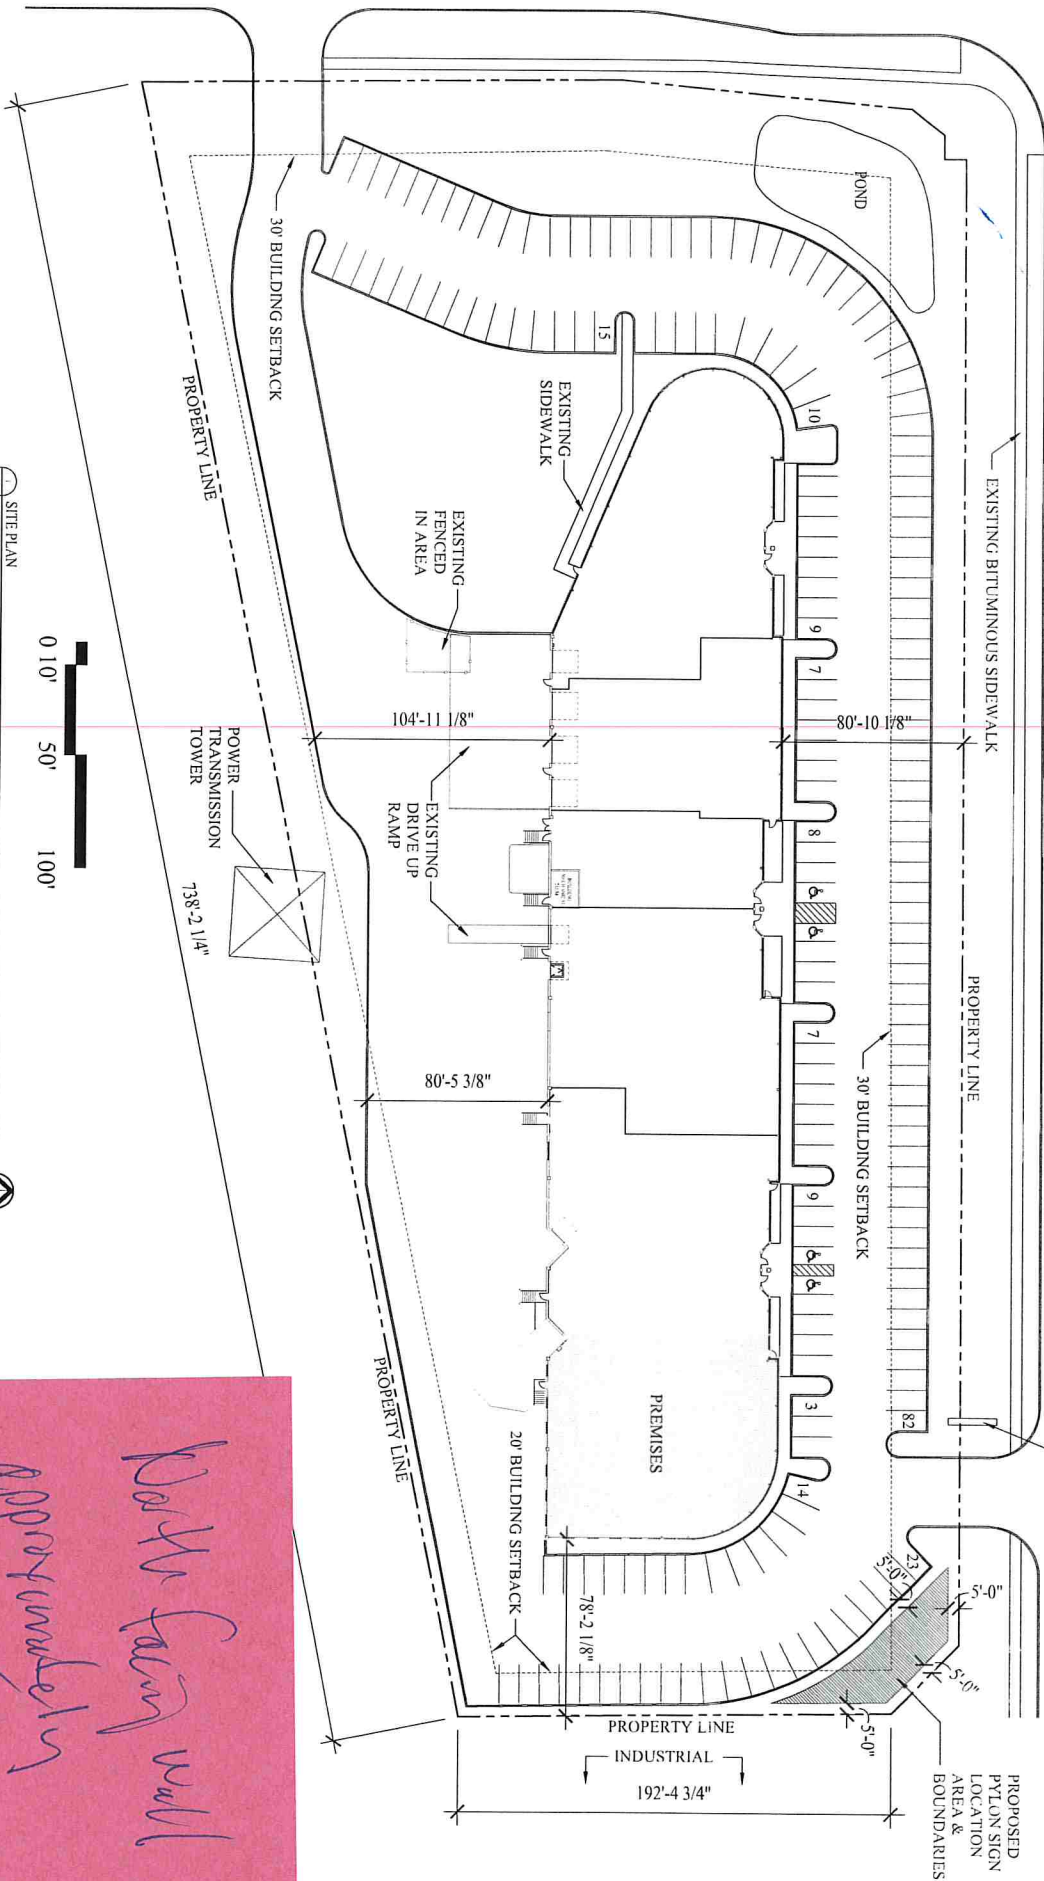 POND
30' BUILDING SETBACK
PROPERTY LINE
15
EXISTING
SIDEWALK
10
EXISTING BITUMINOUS SIDEWALK
EXISTING
FENCED
IN AREA
9
7
104'-11 1/8"
80'-10 1/8"
1
SITE PLAN
0 10' 50' 100'
POWER
TRANSMISSION
TOWER
738'-2 1/4"
EXISTING
DRIVE UP
RAMP
8
PROPERTY LINE
7
30' BUILDING SETBACK
80'-5 3/8"
9
PROPERTY LINE
PREMISES
3
82
14
20' BUILDING SETBACK
78'-2 1/8"
23
5'-0"
5'-0"
5'-0"
5'-0"
PROPERTY LINE
INDUSTRIAL
192'-4 3/4"
PROPOSED
PYLON SIGN
LOCATION
AREA &
BOUNDARIES
North facing wall
approximately